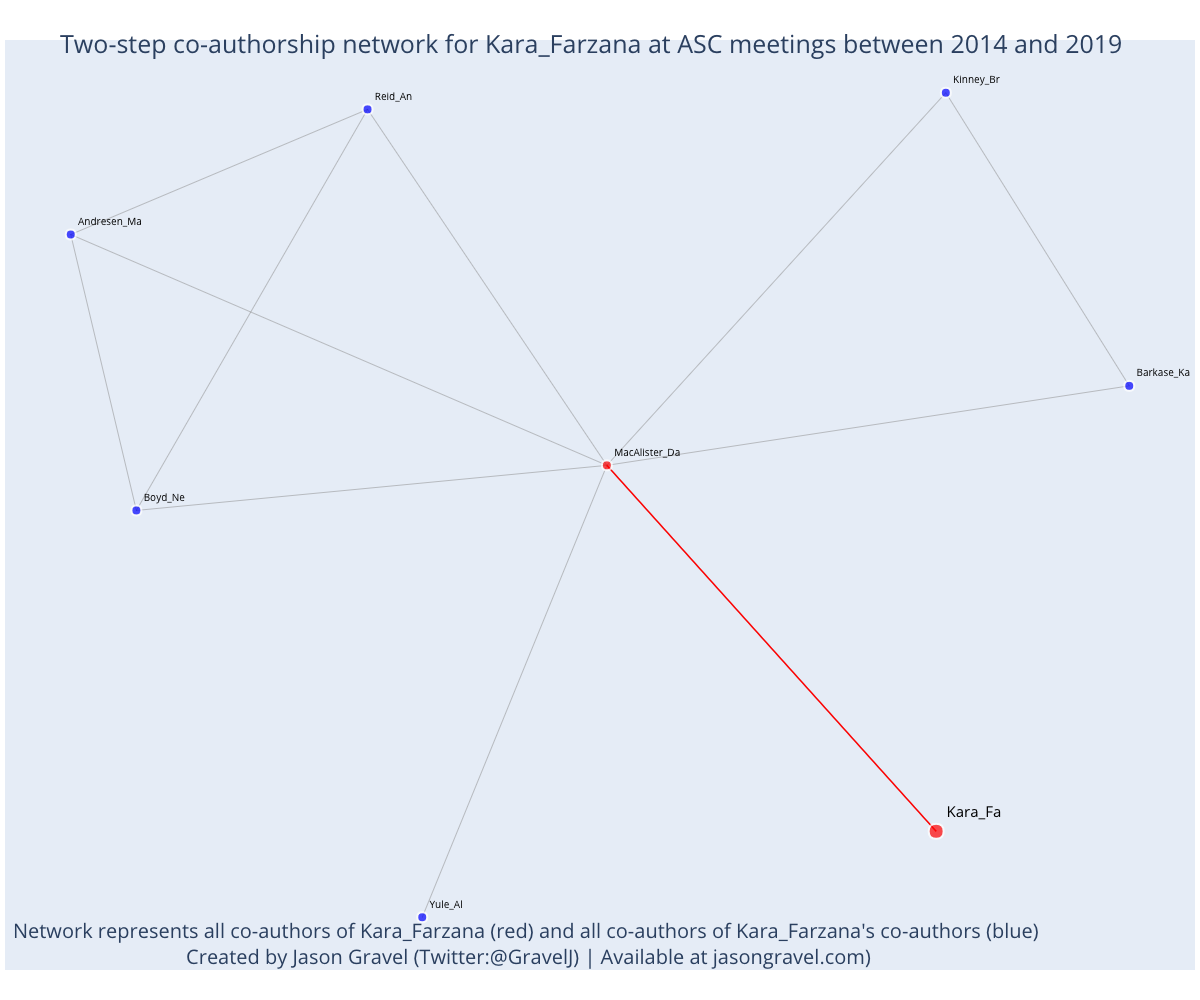 Two-step co-authorship network for Kara_Farzana at ASC meetings between 2014 and 2019
Kinney_Br
Reid_An
Andresen_Ma
Barkase_Ka
MacAlister_Da
Boyd_Ne
Kara_Fa
Yule_Al
Network represents all co-authors of Kara_Farzana (red) and all co-authors of Kara_Farzana's co-authors (blue)
Created by Jason Gravel (Twitter:@GravelJ) | Available at jasongravel.com)